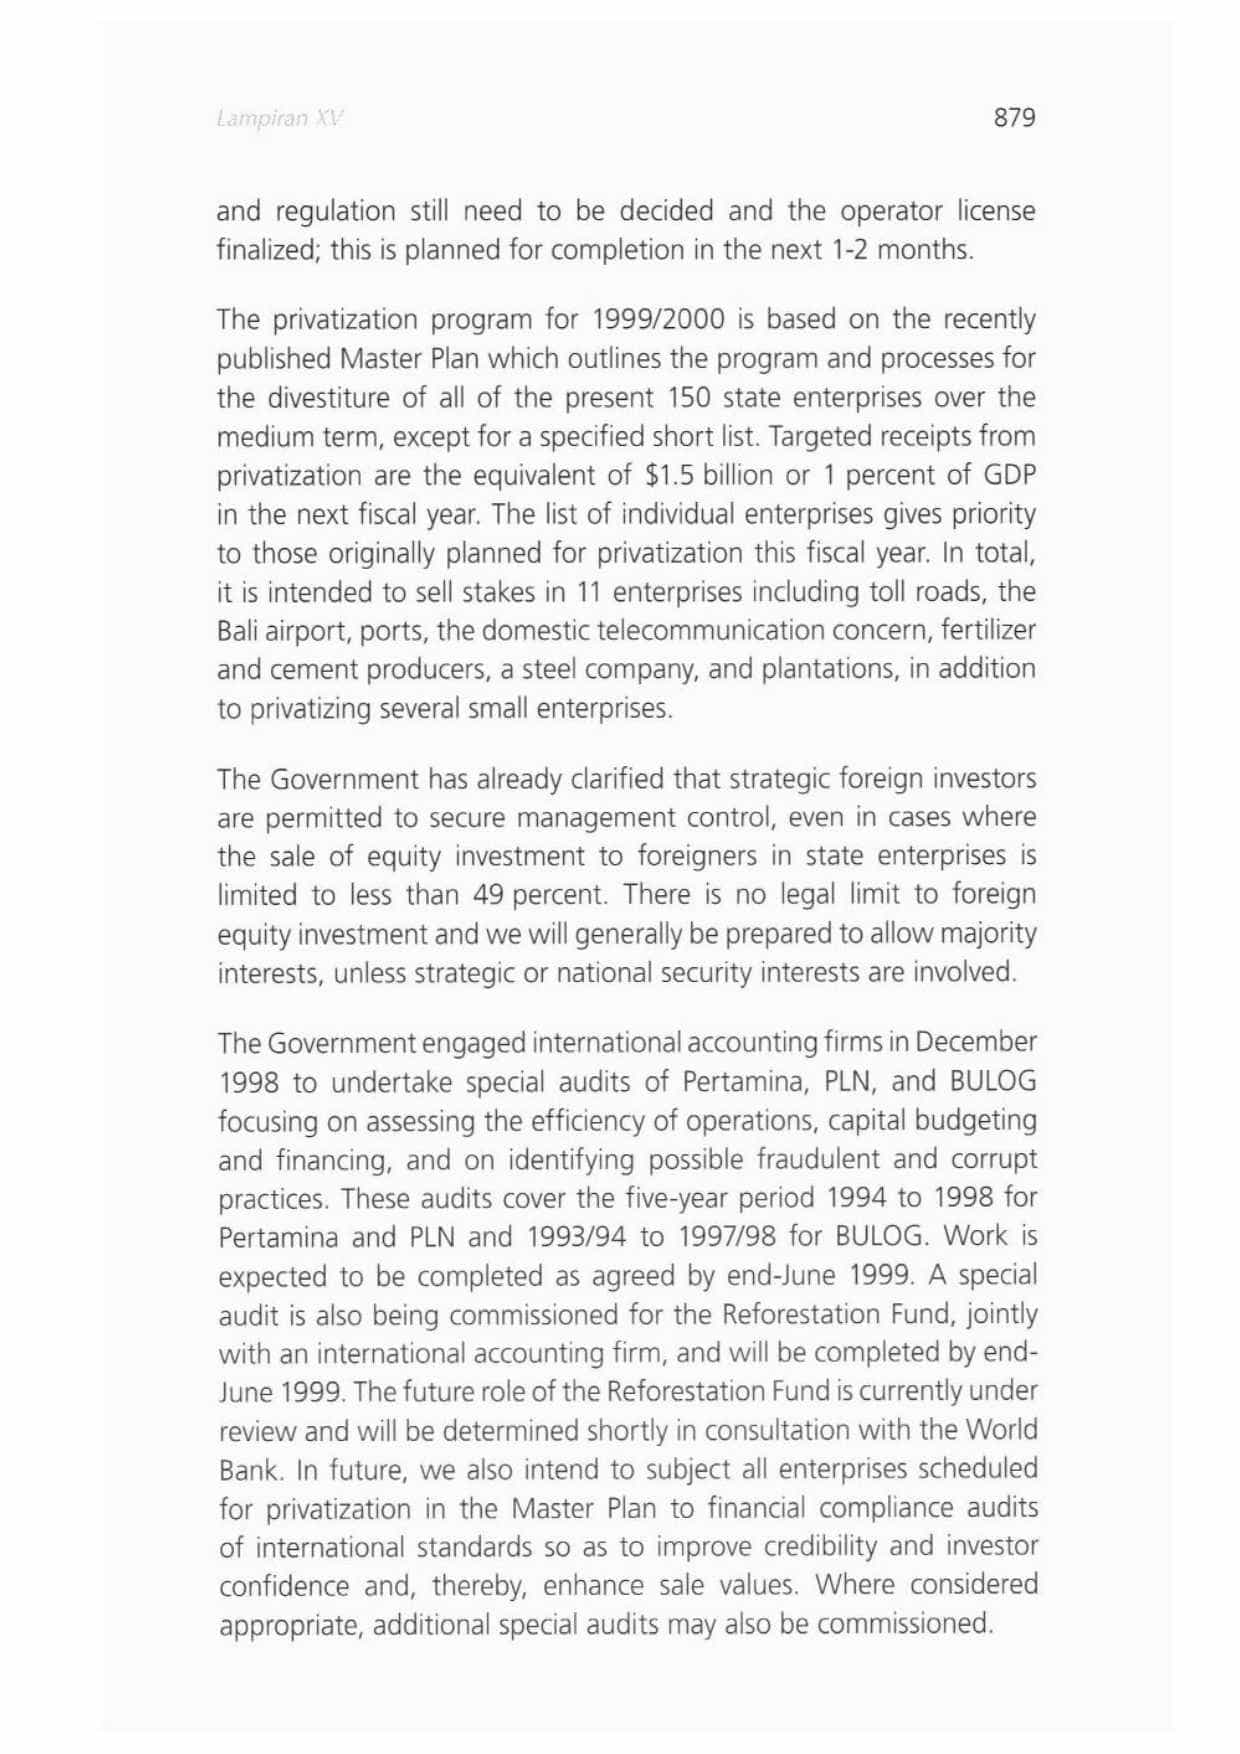 Lampiran XV 879
and regulation still need to be decided and the operator license
finalized; this is planned for completion in the next 1-2 months.
The privatization program for 1999/2000 is based on the recently
published Master Plan which outlines the program and processes for
the divestiture of all of the present 150 state enterprises over the
medium term, except for a specified short list. Targeted receipts from
privatization are the equivalent of $1.5 billion or 1 percent of GDP
in the next fiscal year. The list of individual enterprises gives priority
to those originally planned for privatization this fiscal year. In total,
it is intended to sell stakes in 11 enterprises including toll roads, the
Bali airport, ports, the domestic telecommunication concern, fertilizer
and cement producers, a steel company, and plantations, in addition
to privatizing several small enterprises.
The Government has already clarified that strategic foreign investors
are permitted to secure management control, even in cases where
the sale of equity investment to foreigners in state enterprises is
limited to less than 49 percent. There is no legal limit to foreign
equity investment and we will generally be prepared to allow majority
interests, unless strategic or national security interests are involved.
The Government engaged international accounting firms in December
1998 to undertake special audits of Pertamina, PLN, and BULOG
focusing on assessing the efficiency of operations, capital budgeting
and financing, and on identifying possible fraudulent and corrupt
practices. These audits cover the five-year period 1994 to 1998 for
Pertamina and PLN and 1993/94 to 1997/98 for BULOG. Work is
expected to be completed as agreed by end-June 1999. A special
audit is also being commissioned for the Reforestation Fund, jointly
with an international accounting firm, and will be completed by end-
June 1999. The future role of the Reforestation Fund is currently under
review and will be determined shortly in consultation with the World
Bank. In future, we also intend to subject all enterprises scheduled
for privatization in the Master Plan to financial compliance audits
of international standards so as to improve credibility and investor
confidence and, thereby, enhance sale values. Where considered
appropriate, additional special audits may also be commissioned.